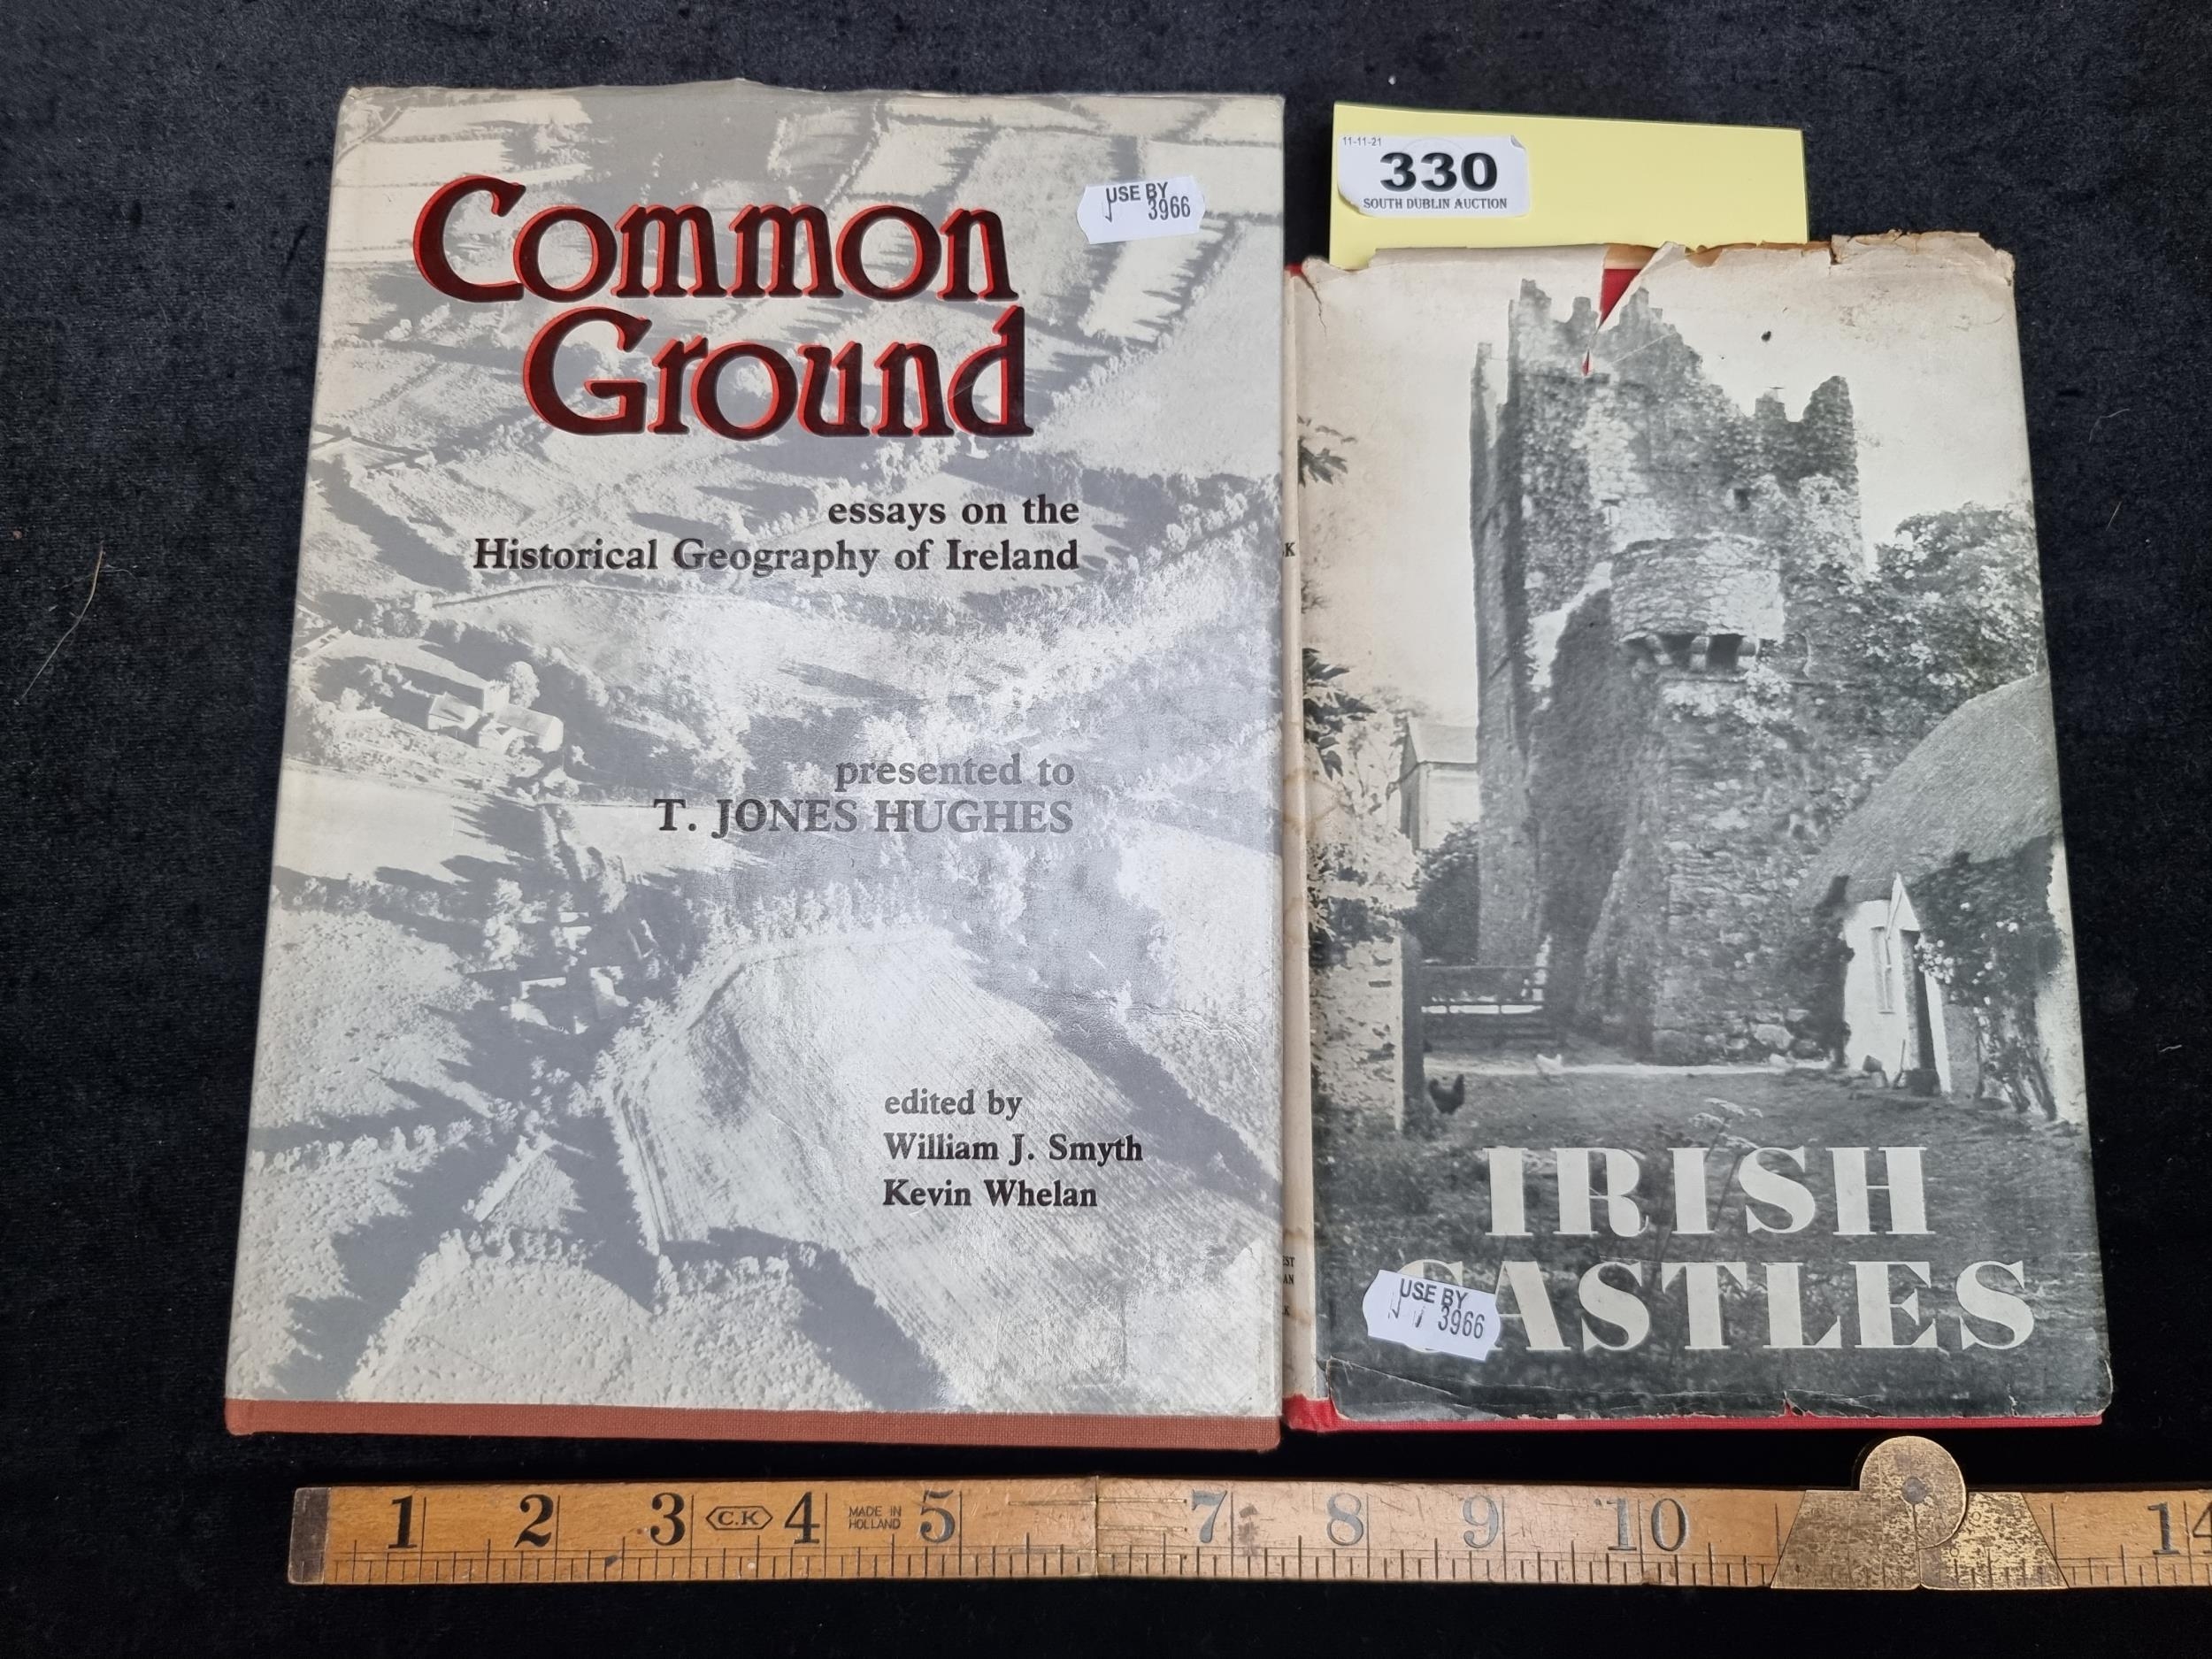 Common
Ground
essays on the
Historical Geography of Ireland
presented to
T. JONES HUGHES
edited by
William J. Smyth
Kevin Whelan
USE BY
3966
11-11-21
330
SOUTH DUBLIN AUCTION
IRISH
CASTLES
USE BY
3966
1 2 3 C.K 4 MADE IN HOLLAND 5 7 8 9 10 14